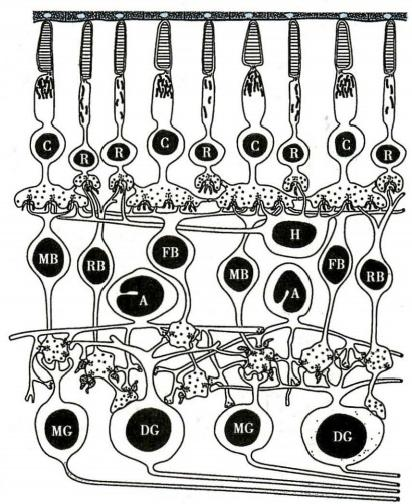 C R R C R C R C R
H
MB RB FB MB FB RB
A A
MG DG MG DG